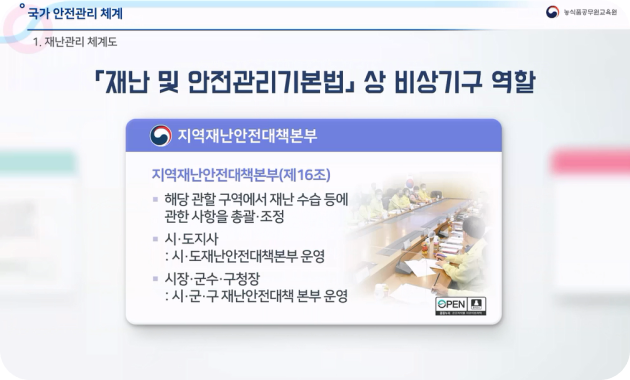 국가 안전관리 체계
농식품공무원교육원
1. 재난관리 체계도
「재난 및 안전관리기본법」 상 비상기구 역할
지역재난안전대책본부
지역재난안전대책본부(제16조)
해당 관할 구역에서 재난 수습 등에
관한 사항을 총괄·조정
시·도지사
: 시·도재난안전대책본부 운영
시장·군수·구청장
: 시·군·구 재난안전대책 본부 운영
OPEN